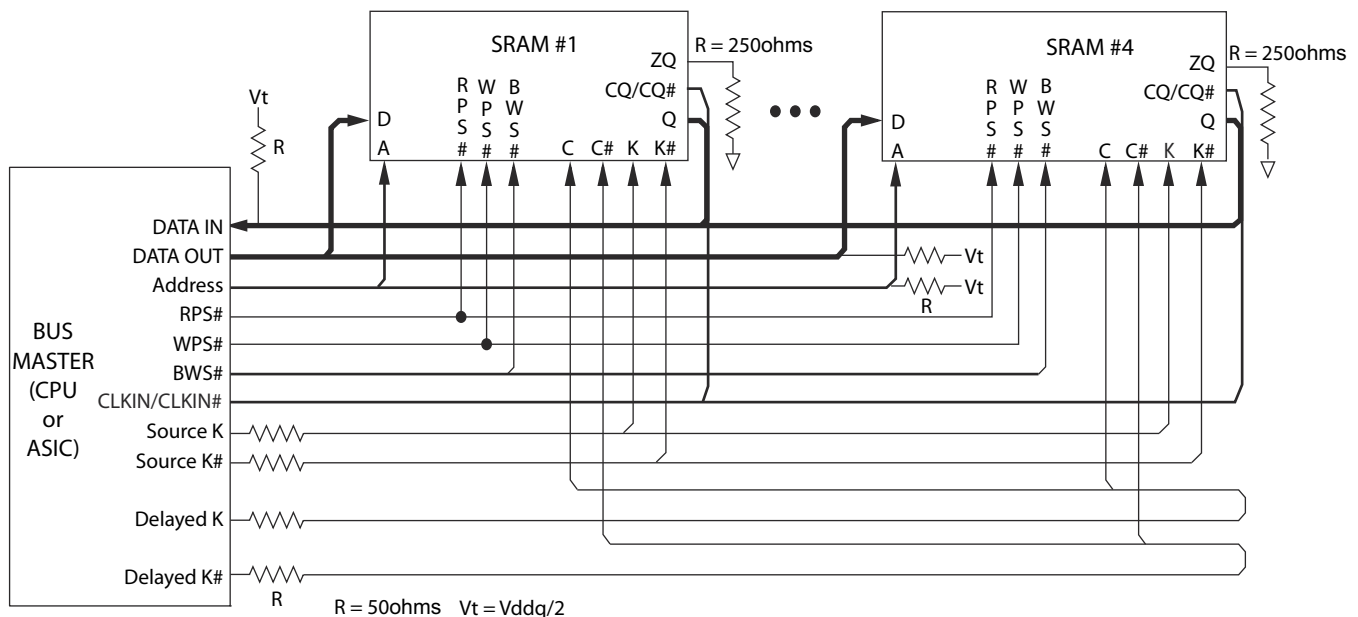 SRAM #1
R = 250ohms
ZQ
CQ/CQ#
Q
D
A
RPS#
WPS#
BWS#
C
C#
K
K#
SRAM #4
R = 250ohms
ZQ
CQ/CQ#
Q
D
A
RPS#
WPS#
BWS#
C
C#
K
K#
Vt
R
DATA IN
DATA OUT
Vt
Address
Vt
R
RPS#
WPS#
BWS#
CLKIN/CLKIN#
Source K
Source K#
Delayed K
Delayed K#
R
BUS
MASTER
(CPU
or
ASIC)
R = 50ohms Vt = Vddq/2